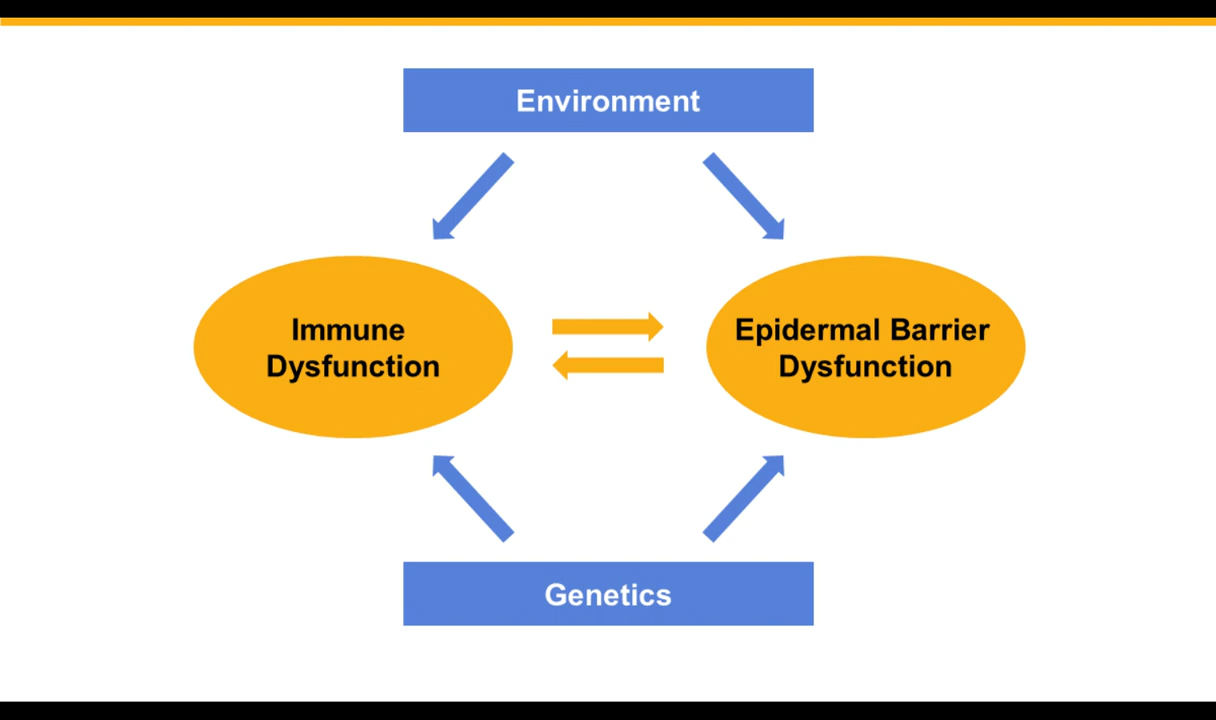 Environment
Immune
Dysfunction
Epidermal Barrier
Dysfunction
Genetics